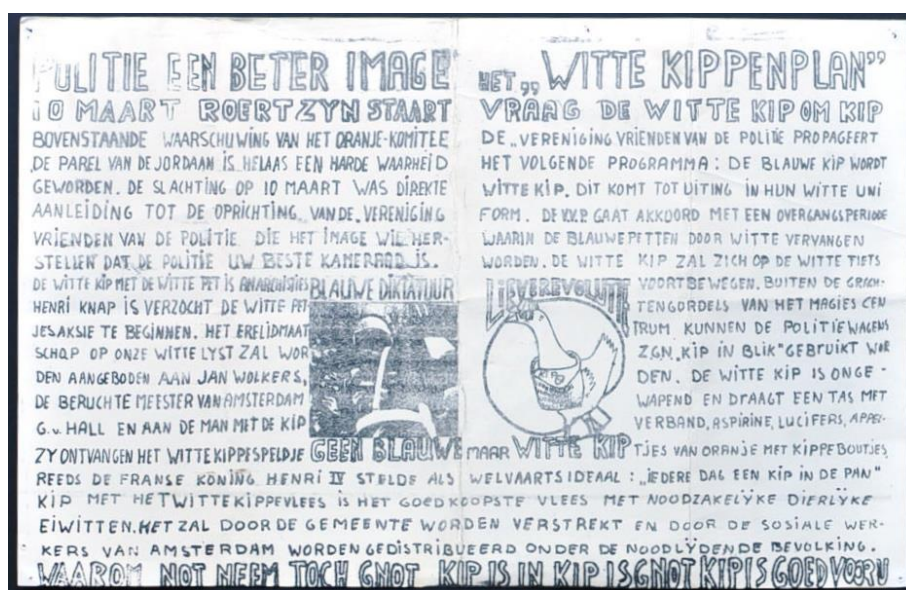 POLITIE EEN BETER IMAGE
10 MAART ROERTZYN STAART
BOVENSTAANDE WAARSCHUWING VAN HET ORANJE-KOMITEE
DE PAREL VAN DE JORDAAN IS HELAAS EEN HARDE WAARHEID
GEWORDEN. DE SLACHTING OP 10 MAART WAS DIREKTE
AANLEIDING TOT DE OPRICHTING VAN DE. VERENIGING
VRIENDEN VAN DE POLITIE DIE HET IMAGE WIL HER-
STELLEN DAT DE POLITIE UW BESTE KAMERAAD IS.
DE WITTE KIP MET DE WITTE PET IS ANARCHISTIES
HENRI KNAP IS VERZOCHT DE WITTE PET
JESAKSIE TE BEGINNEN. HET ERELIDMAAT
SCHAP OP ONZE WITTE LYST ZAL WOR
DEN AANGEBODEN AAN JAN WOLKERS,
DE BERUCHTE MEESTER VAN AMSTERDAM
G.v. HALL EN AAN DE MAN MET DE KIP
ZY ONTVANGEN HET WITTEKIPPESPELDJE
BLAUWE DIKTATUUR
GEEN BLAUWE
HET „WITTE KIPPENPLAN”
VRAAG DE WITTE KIP OM KIP
DE „VERENIGING VRIENDEN VAN DE POLITIE PROPAGEERT
HET VOLGENDE PROGRAMMA: DE BLAUWE KIP WORDT
WITTE KIP. DIT KOMT TOT UITING IN HUN WITTE UNI
FORM. DE V.V.P. GAAT AKKOORD MET EEN OVERGANGSPERIODE
WAARIN DE BLAUWE PETTEN DOOR WITTE VERVANGEN
WORDEN. DE WITTE KIP ZAL ZICH OP DE WITTE FIETS
LIEVEREVOLUTIE
MAAR WITTE KIP
VOORTBEWEGEN. BUITEN DE GRACH-
TENGORDELS VAN HET MAGIES CEN
TRUM KUNNEN DE POLITIEWAGENS
ZGN. „KIP IN BLIK” GEBRUIKT WOR
DEN. DE WITTE KIP IS ONGE-
WAPEND EN DRAAGT EEN TAS MET
VERBAND, ASPIRINE, LUCIFERS, APPEL-
TJES VAN ORANJE MET KIPPEBOUTJES
REEDS DE FRANSE KONING HENRI IV STELDE ALS WELVAARTSIDEAAL: „IEDERE DAG EEN KIP IN DE PAN”
KIP MET HET WITTEKIPPEVLEES IS HET GOEDKOOPSTE VLEES MET NOODZAKELYKE DIERLYKE
EIWITTEN. HET ZAL DOOR DE GEMEENTE WORDEN VERSTREKT EN DOOR DE SOSIALE WER-
KERS VAN AMSTERDAM WORDEN GEDISTRIBUEERD ONDER DE NOODLYDENDE BEVOLKING.
WAAROM NOT NEEM TOCH GNOT KIP IS IN KIP IS GNOT KIP IS GOED VOOR U